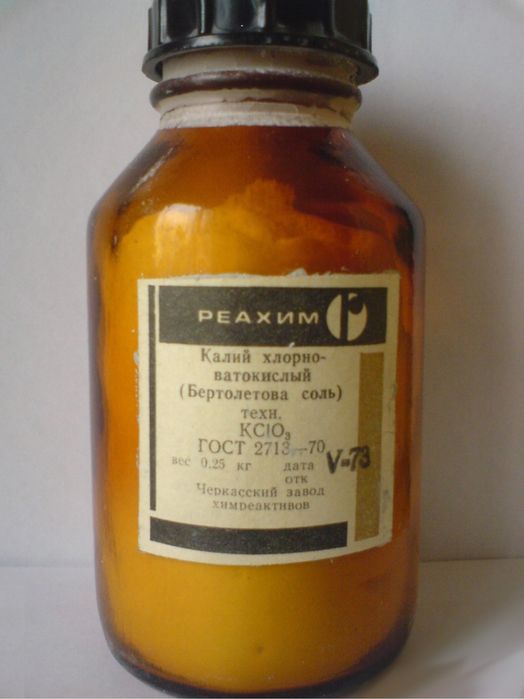 РЕАХИМ
Калий хлорно-
ватокислый
(Бертолетова соль)
техн.
KClO₃
ГОСТ 2713—70
вес 0.25 кг дата V-73
отк
Черкасский завод
химреактивов